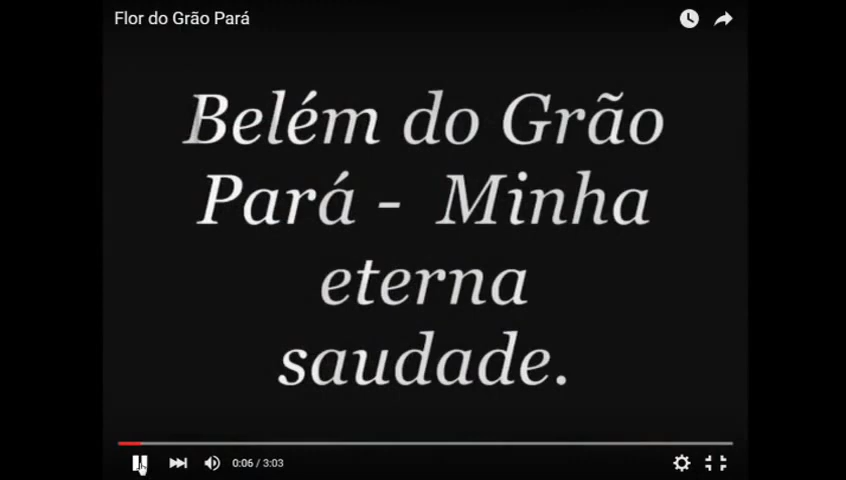 Flor do Grão Pará
Belém do Grão
Pará - Minha
eterna
saudade.
0:06 / 3:03